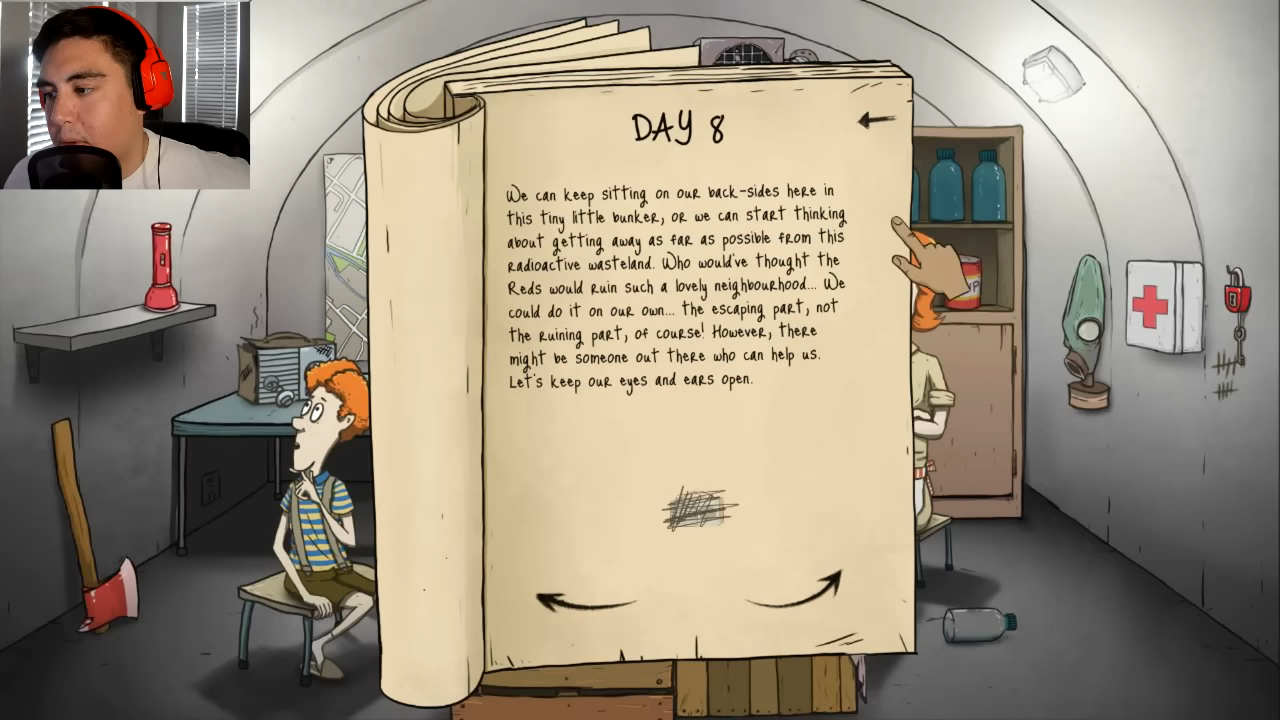 DAY 8
We can keep sitting on our back-sides here in
this tiny little bunker, or we can start thinking
about getting away as far as possible from this
radioactive wasteland. Who would've thought the
Reds would ruin such a lovely neighbourhood... We
could do it on our own... the escaping part, not
the ruining part, of course! However, there
might be someone out there who can help us.
Let's keep our eyes and ears open.